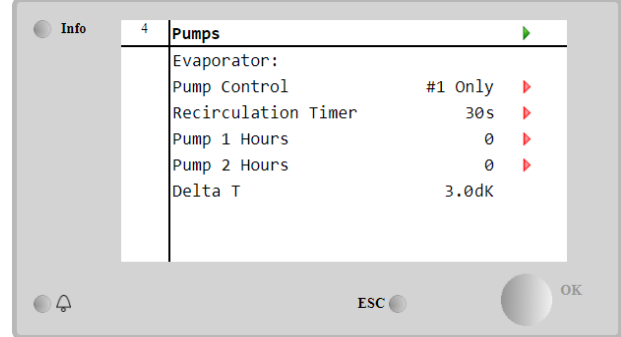 Info
4 Pumps
Evaporator:
Pump Control #1 Only
Recirculation Timer 30s
Pump 1 Hours 0
Pump 2 Hours 0
Delta T 3.0dK
OK
ESC